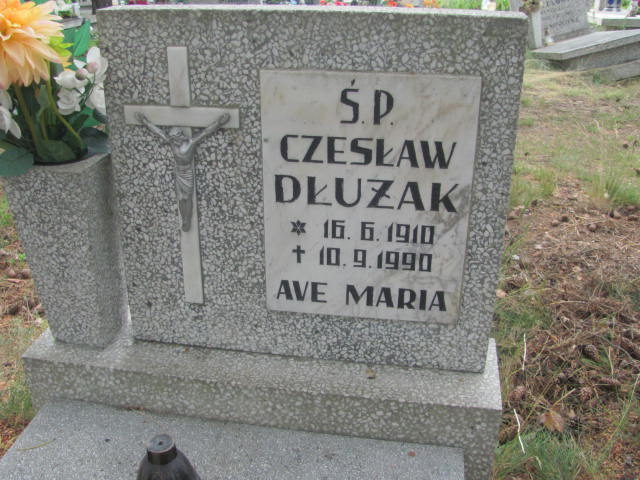 Ś.P.
CZESŁAW
DŁUŻAK
✶ 16. 6. 1910
✝ 10. 9. 1990
AVE MARIA